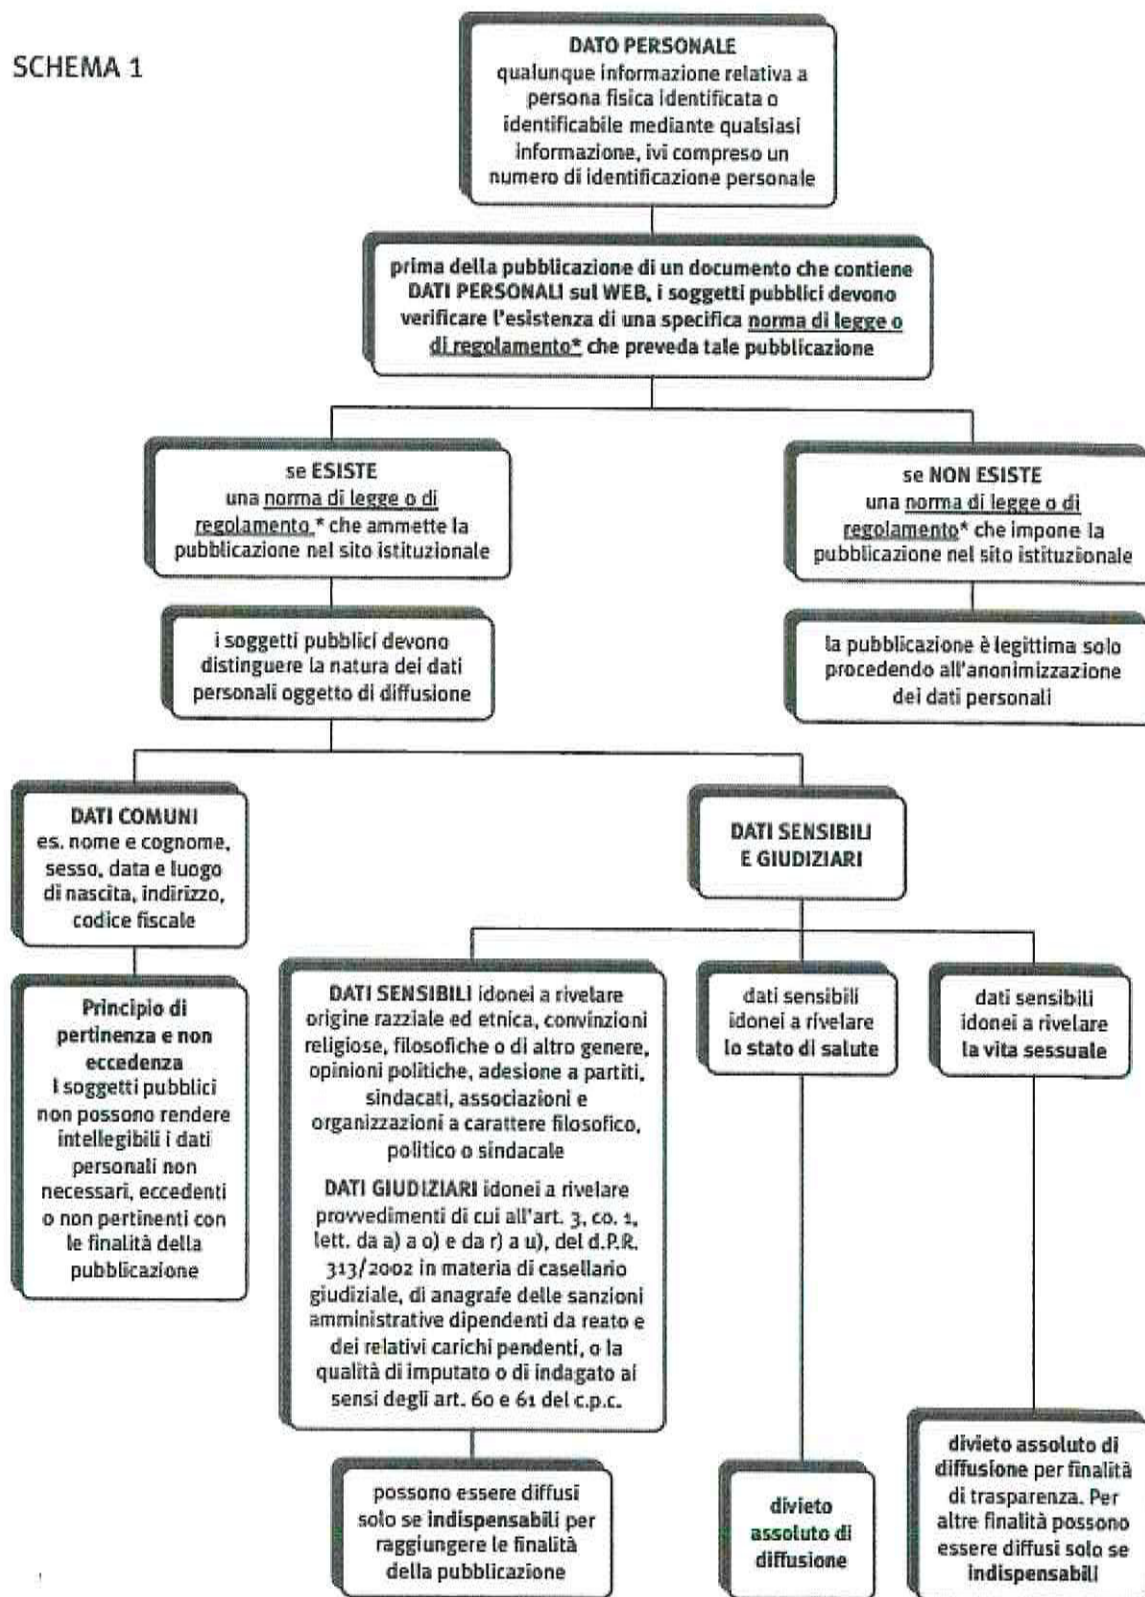 SCHEMA 1
DATO PERSONALE
qualunque informazione relativa a
persona fisica identificata o
identificabile mediante qualsiasi
informazione, ivi compreso un
numero di identificazione personale
prima della pubblicazione di un documento che contiene
DATI PERSONALI sul WEB, i soggetti pubblici devono
verificare l'esistenza di una specifica norma di legge o
di regolamento* che preveda tale pubblicazione
se ESISTE
una norma di legge o di
regolamento * che ammette la
pubblicazione nel sito istituzionale
se NON ESISTE
una norma di legge o di
regolamento* che impone la
pubblicazione nel sito istituzionale
i soggetti pubblici devono
distinguere la natura dei dati
personali oggetto di diffusione
la pubblicazione è legittima solo
procedendo all'anonimizzazione
dei dati personali
DATI COMUNI
es. nome e cognome,
sesso, data e luogo
di nascita, indirizzo,
codice fiscale
DATI SENSIBILI
E GIUDIZIARI
Principio di
pertinenza e non
eccedenza
I soggetti pubblici
non possono rendere
intellegibili i dati
personali non
necessari, eccedenti
o non pertinenti con
le finalità della
pubblicazione
DATI SENSIBILI idonei a rivelare
origine razziale ed etnica, convinzioni
religiose, filosofiche o di altro genere,
opinioni politiche, adesione a partiti,
sindacati, associazioni e
organizzazioni a carattere filosofico,
politico o sindacale
DATI GIUDIZIARI idonei a rivelare
provvedimenti di cui all'art. 3, co. 1,
lett. da a) a o) e da r) a u), del d.P.R.
313/2002 in materia di casellario
giudiziale, di anagrafe delle sanzioni
amministrative dipendenti da reato e
dei relativi carichi pendenti, o la
qualità di imputato o di indagato ai
sensi degli art. 60 e 61 del c.p.c.
dati sensibili
idonei a rivelare
lo stato di salute
dati sensibili
idonei a rivelare
la vita sessuale
possono essere diffusi
solo se indispensabili per
raggiungere le finalità
della pubblicazione
divieto
assoluto di
diffusione
divieto assoluto di
diffusione per finalità
di trasparenza. Per
altre finalità possono
essere diffusi solo se
indispensabili